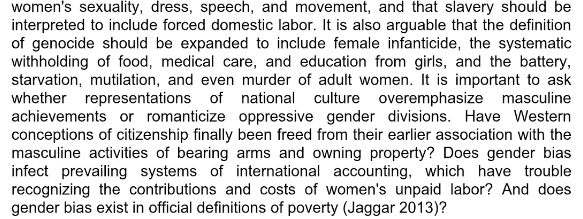 women's sexuality, dress, speech, and movement, and that slavery should be
interpreted to include forced domestic labor. It is also arguable that the definition
of genocide should be expanded to include female infanticide, the systematic
withholding of food, medical care, and education from girls, and the battery,
starvation, mutilation, and even murder of adult women. It is important to ask
whether representations of national culture overemphasize masculine
achievements or romanticize oppressive gender divisions. Have Western
conceptions of citizenship finally been freed from their earlier association with the
masculine activities of bearing arms and owning property? Does gender bias
infect prevailing systems of international accounting, which have trouble
recognizing the contributions and costs of women's unpaid labor? And does
gender bias exist in official definitions of poverty (Jaggar 2013)?